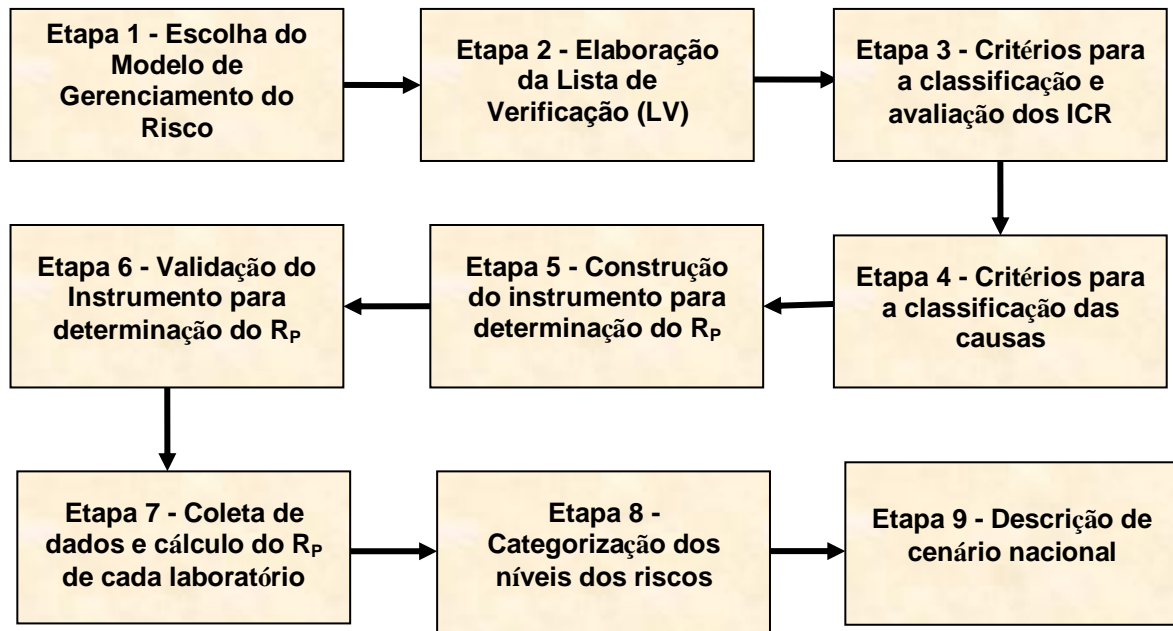 Etapa 1 - Escolha do
Modelo de
Gerenciamento do
Risco
Etapa 2 - Elaboração
da Lista de
Verificação (LV)
Etapa 3 - Critérios para
a classificação e
avaliação dos ICR
Etapa 4 - Critérios para
a classificação das
causas
Etapa 5 - Construção
do instrumento para
determinação do RP
Etapa 6 - Validação do
Instrumento para
determinação do RP
Etapa 7 - Coleta de
dados e cálculo do RP
de cada laboratório
Etapa 8 -
Categorização dos
níveis dos riscos
Etapa 9 - Descrição de
cenário nacional